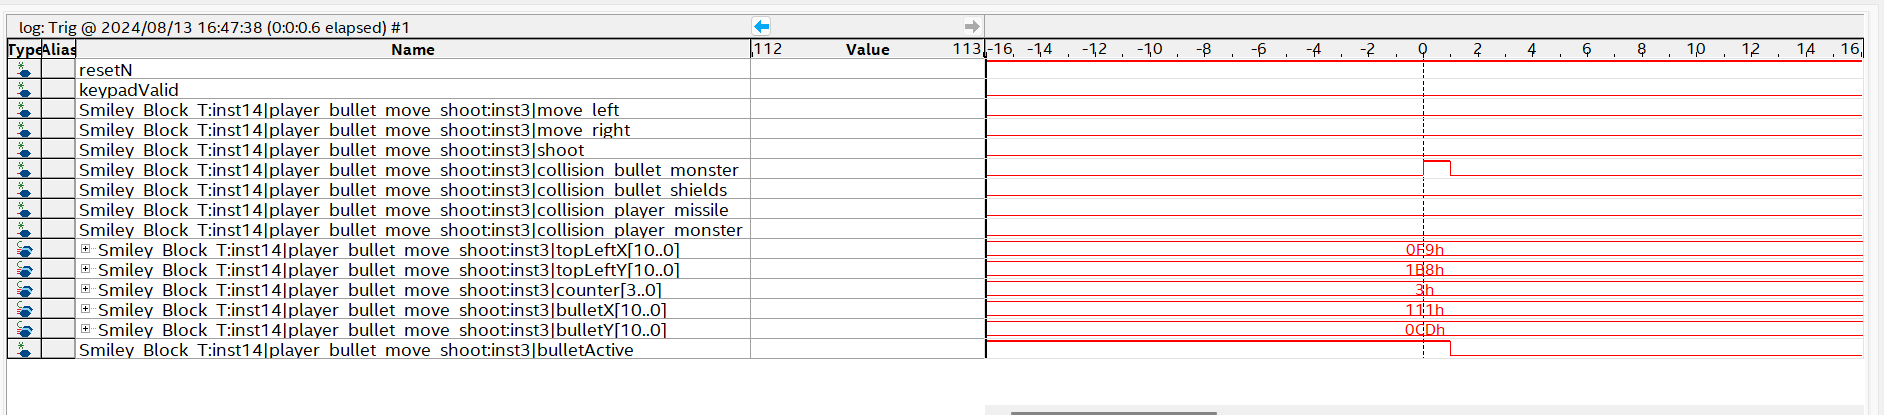 log: Trig @ 2024/08/13 16:47:38 (0:0:0.6 elapsed) #1
Type Alias Name 112 Value 113 -16 -14 -12 -10 -8 -6 -4 -2 0 2 4 6 8 10 12 14 16
resetN
keypadValid
Smiley_Block_T:inst14|player_bullet_move_shoot:inst3|move_left
Smiley_Block_T:inst14|player_bullet_move_shoot:inst3|move_right
Smiley_Block_T:inst14|player_bullet_move_shoot:inst3|shoot
Smiley_Block_T:inst14|player_bullet_move_shoot:inst3|collision_bullet_monster
Smiley_Block_T:inst14|player_bullet_move_shoot:inst3|collision_bullet_shields
Smiley_Block_T:inst14|player_bullet_move_shoot:inst3|collision_player_missile
Smiley_Block_T:inst14|player_bullet_move_shoot:inst3|collision_player_monster
Smiley_Block_T:inst14|player_bullet_move_shoot:inst3|topLeftX[10..0] 0F9h
Smiley_Block_T:inst14|player_bullet_move_shoot:inst3|topLeftY[10..0] 1B8h
Smiley_Block_T:inst14|player_bullet_move_shoot:inst3|counter[3..0] 3h
Smiley_Block_T:inst14|player_bullet_move_shoot:inst3|bulletX[10..0] 111h
Smiley_Block_T:inst14|player_bullet_move_shoot:inst3|bulletY[10..0] 0CDh
Smiley_Block_T:inst14|player_bullet_move_shoot:inst3|bulletActive